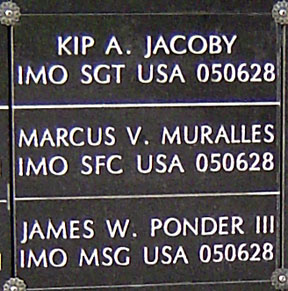 KIP A. JACOBY
IMO SGT USA 050628
MARCUS V. MURALLES
IMO SFC USA 050628
JAMES W. PONDER III
IMO MSG USA 050628